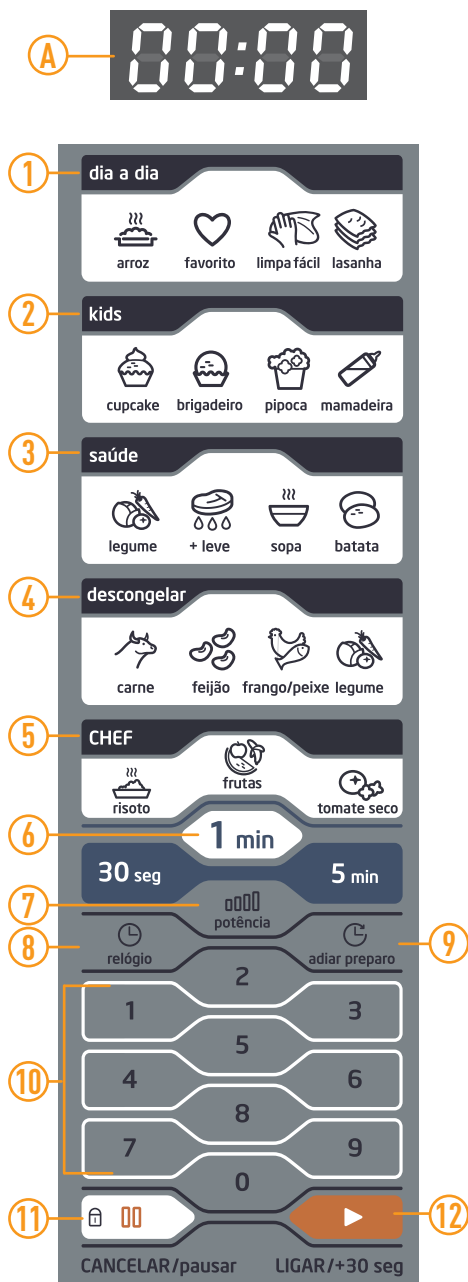 A
00:00
1
dia a dia
arroz favorito limpa fácil lasanha
2
kids
cupcake brigadeiro pipoca mamadeira
3
saúde
legume + leve sopa batata
4
descongelar
carne feijão frango/peixe legume
5
CHEF
risoto frutas tomate seco
6
1 min
30 seg 5 min
7
potência
8
relógio
adiar preparo
9
10
1 2 3
4 5 6
7 8 9
0
11
12
CANCELAR/pausar LIGAR/+30 seg